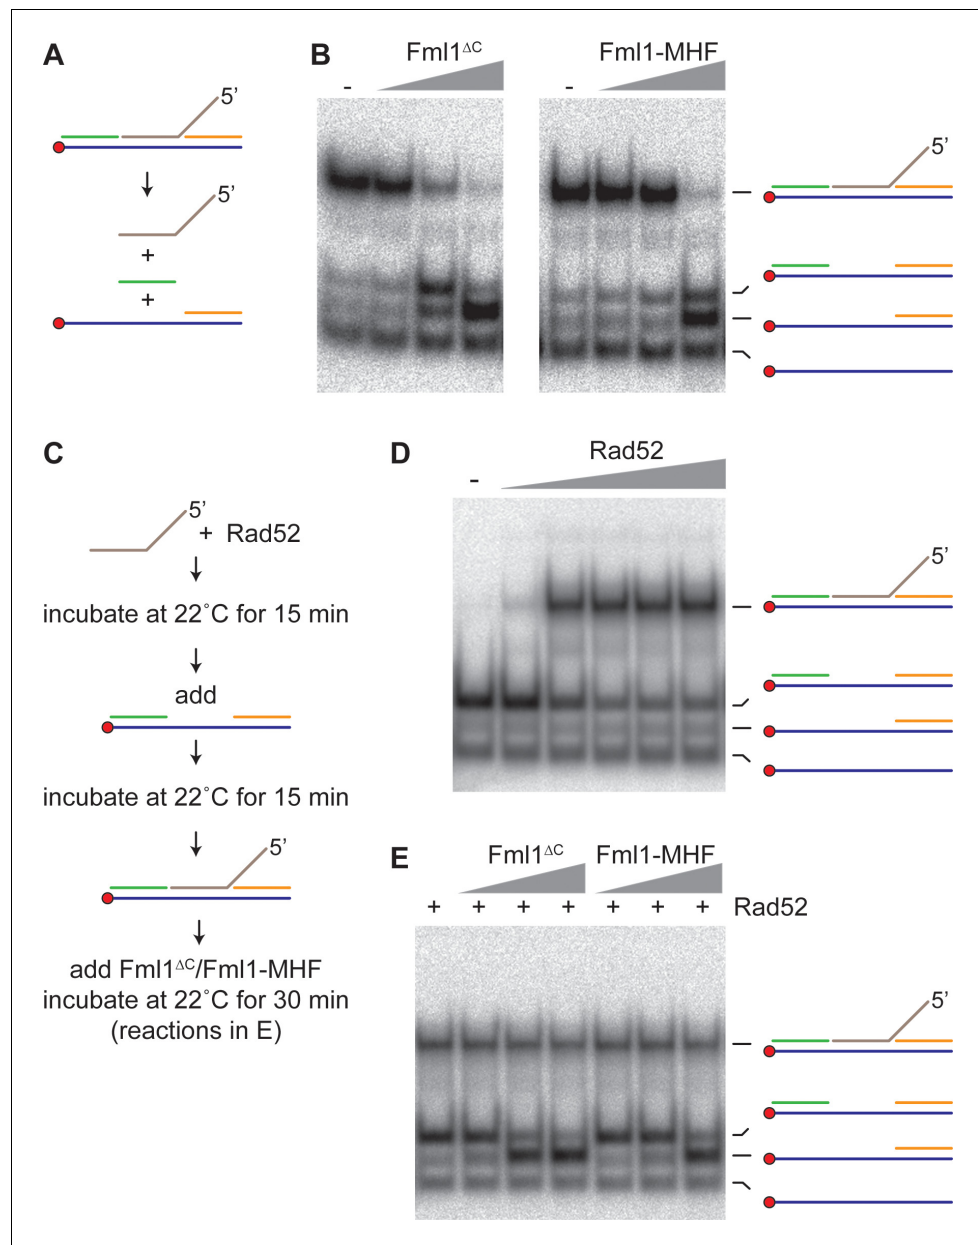 A
5'
5'
+
+
B
Fml1ΔC
Fml1-MHF
-
-
5'
C
5'
+ Rad52
incubate at 22˚C for 15 min
add
incubate at 22˚C for 15 min
5'
add Fml1ΔC/Fml1-MHF
incubate at 22˚C for 30 min
(reactions in E)
D
Rad52
-
5'
E
Fml1ΔC
Fml1-MHF
+ + + + + + + Rad52
5'